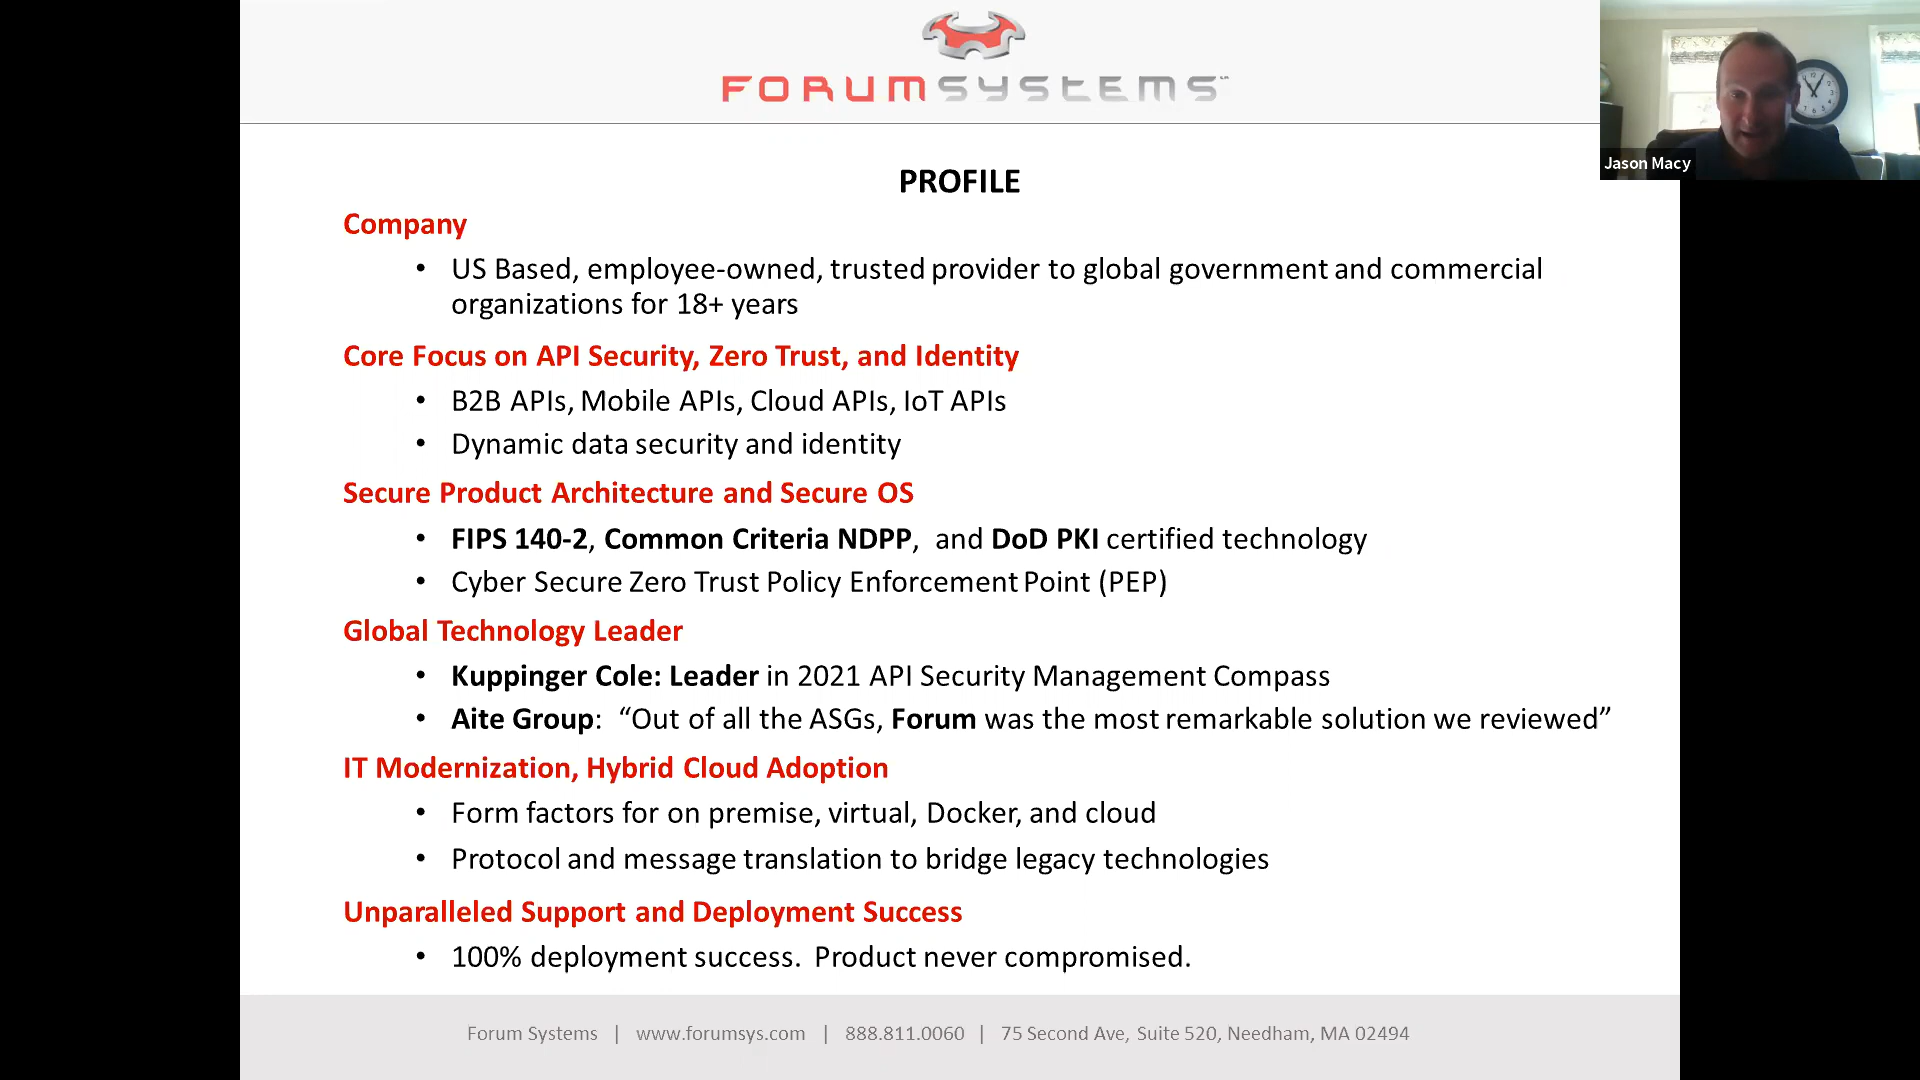 FORUMSYSTEMS
Jason Macy
PROFILE
Company
• US Based, employee-owned, trusted provider to global government and commercial
organizations for 18+ years
Core Focus on API Security, Zero Trust, and Identity
• B2B APIs, Mobile APIs, Cloud APIs, IoT APIs
• Dynamic data security and identity
Secure Product Architecture and Secure OS
• FIPS 140-2, Common Criteria NDPP,  and DoD PKI certified technology
• Cyber Secure Zero Trust Policy Enforcement Point (PEP)
Global Technology Leader
• Kuppinger Cole: Leader in 2021 API Security Management Compass
• Aite Group:  “Out of all the ASGs, Forum was the most remarkable solution we reviewed”
IT Modernization, Hybrid Cloud Adoption
• Form factors for on premise, virtual, Docker, and cloud
• Protocol and message translation to bridge legacy technologies
Unparalleled Support and Deployment Success
• 100% deployment success.  Product never compromised.
Forum Systems | www.forumsys.com | 888.811.0060 | 75 Second Ave, Suite 520, Needham, MA 02494